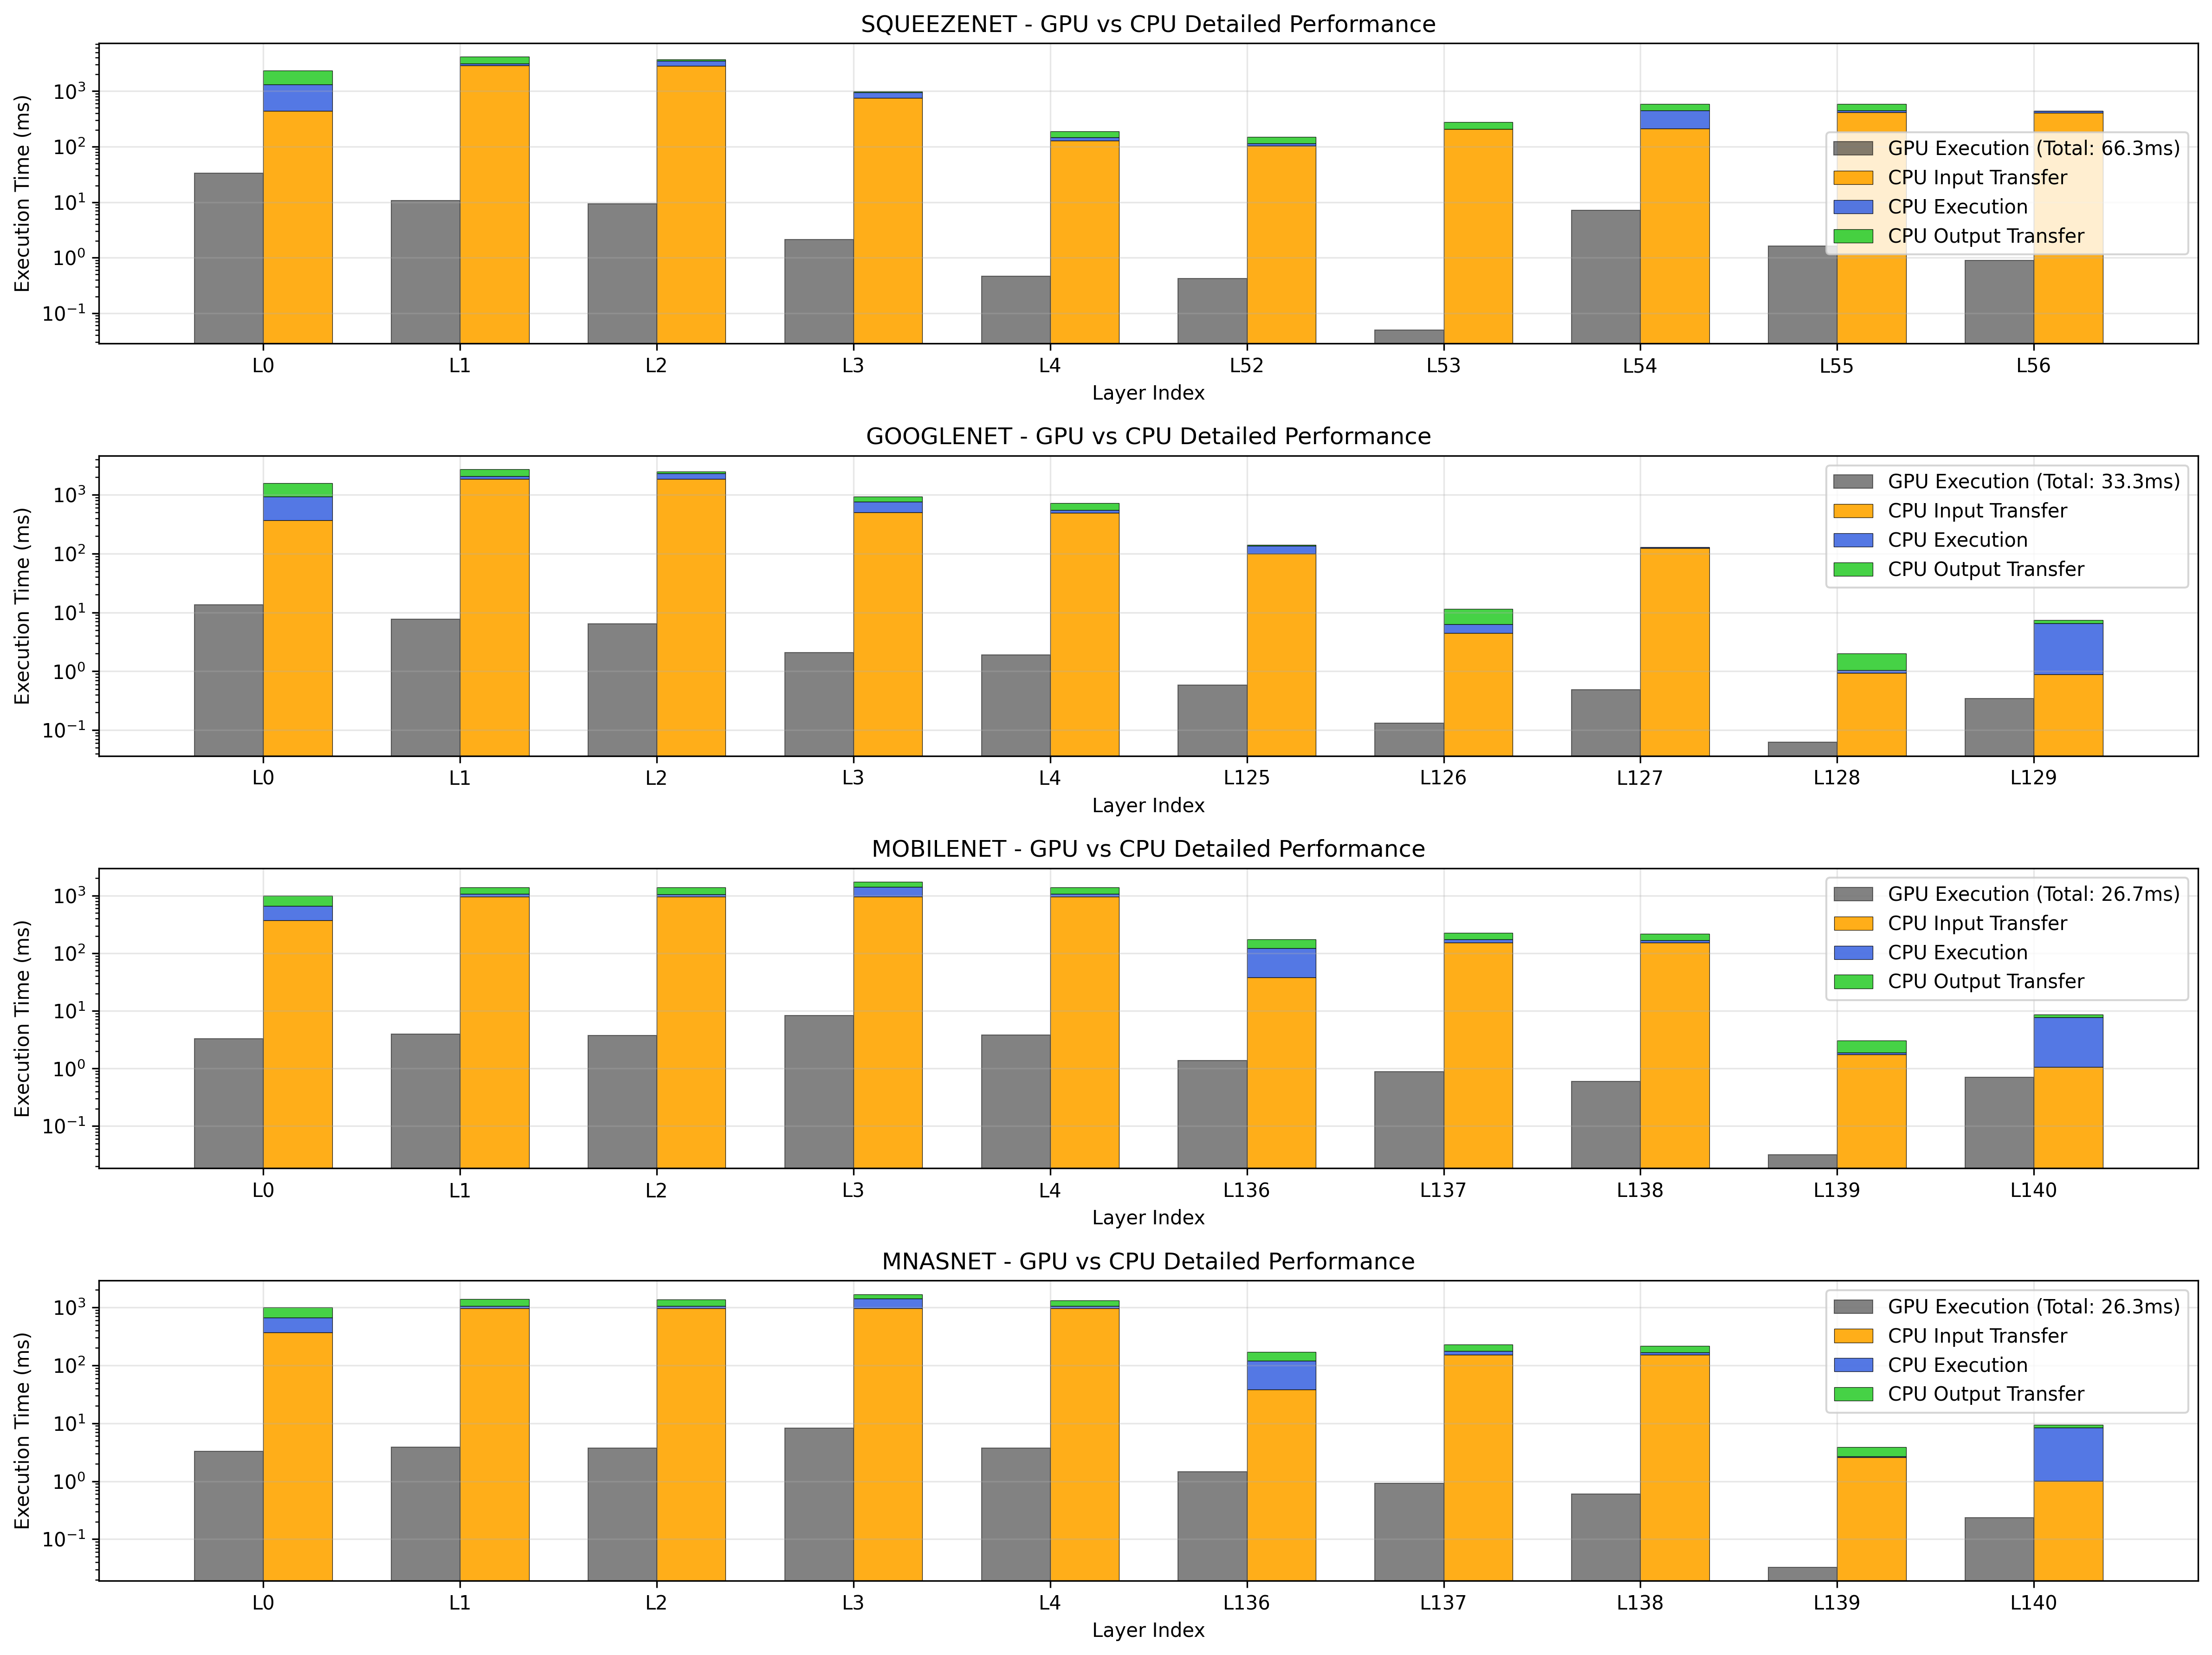 SQUEEZENET - GPU vs CPU Detailed Performance
Execution Time (ms)
10³
10²
10¹
10⁰
10⁻¹
GPU Execution (Total: 66.3ms)
CPU Input Transfer
CPU Execution
CPU Output Transfer
L0 L1 L2 L3 L4 L52 L53 L54 L55 L56
Layer Index
GOOGLENET - GPU vs CPU Detailed Performance
Execution Time (ms)
10³
10²
10¹
10⁰
10⁻¹
GPU Execution (Total: 33.3ms)
CPU Input Transfer
CPU Execution
CPU Output Transfer
L0 L1 L2 L3 L4 L125 L126 L127 L128 L129
Layer Index
MOBILENET - GPU vs CPU Detailed Performance
Execution Time (ms)
10³
10²
10¹
10⁰
10⁻¹
GPU Execution (Total: 26.7ms)
CPU Input Transfer
CPU Execution
CPU Output Transfer
L0 L1 L2 L3 L4 L136 L137 L138 L139 L140
Layer Index
MNASNET - GPU vs CPU Detailed Performance
Execution Time (ms)
10³
10²
10¹
10⁰
10⁻¹
GPU Execution (Total: 26.3ms)
CPU Input Transfer
CPU Execution
CPU Output Transfer
L0 L1 L2 L3 L4 L136 L137 L138 L139 L140
Layer Index